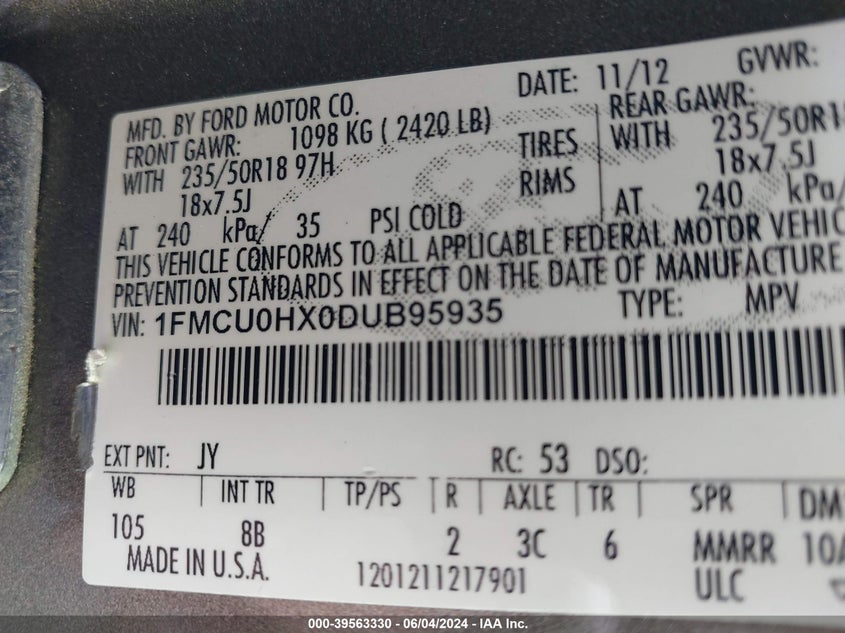 DATE: 11/12 GVWR:
MFD. BY FORD MOTOR CO.
FRONT GAWR: 1098 KG ( 2420 LB) REAR GAWR:
WITH 235/50R18 97H TIRES WITH 235/50R18
18x7.5J RIMS 18x7.5J
AT 240 kPa/ 35 PSI COLD AT 240 kPa/
THIS VEHICLE CONFORMS TO ALL APPLICABLE FEDERAL MOTOR VEHIC
PREVENTION STANDARDS IN EFFECT ON THE DATE OF MANUFACTURE
VIN: 1FMCU0HX0DUB95935 TYPE: MPV
EXT PNT: JY RC: 53 DSO:
WB INT TR TP/PS R AXLE TR SPR DM
105 8B 2 3C 6 MMRR 10A
MADE IN U.S.A. 1201211217901 ULC
000-39563330 - 06/04/2024 - IAA Inc.